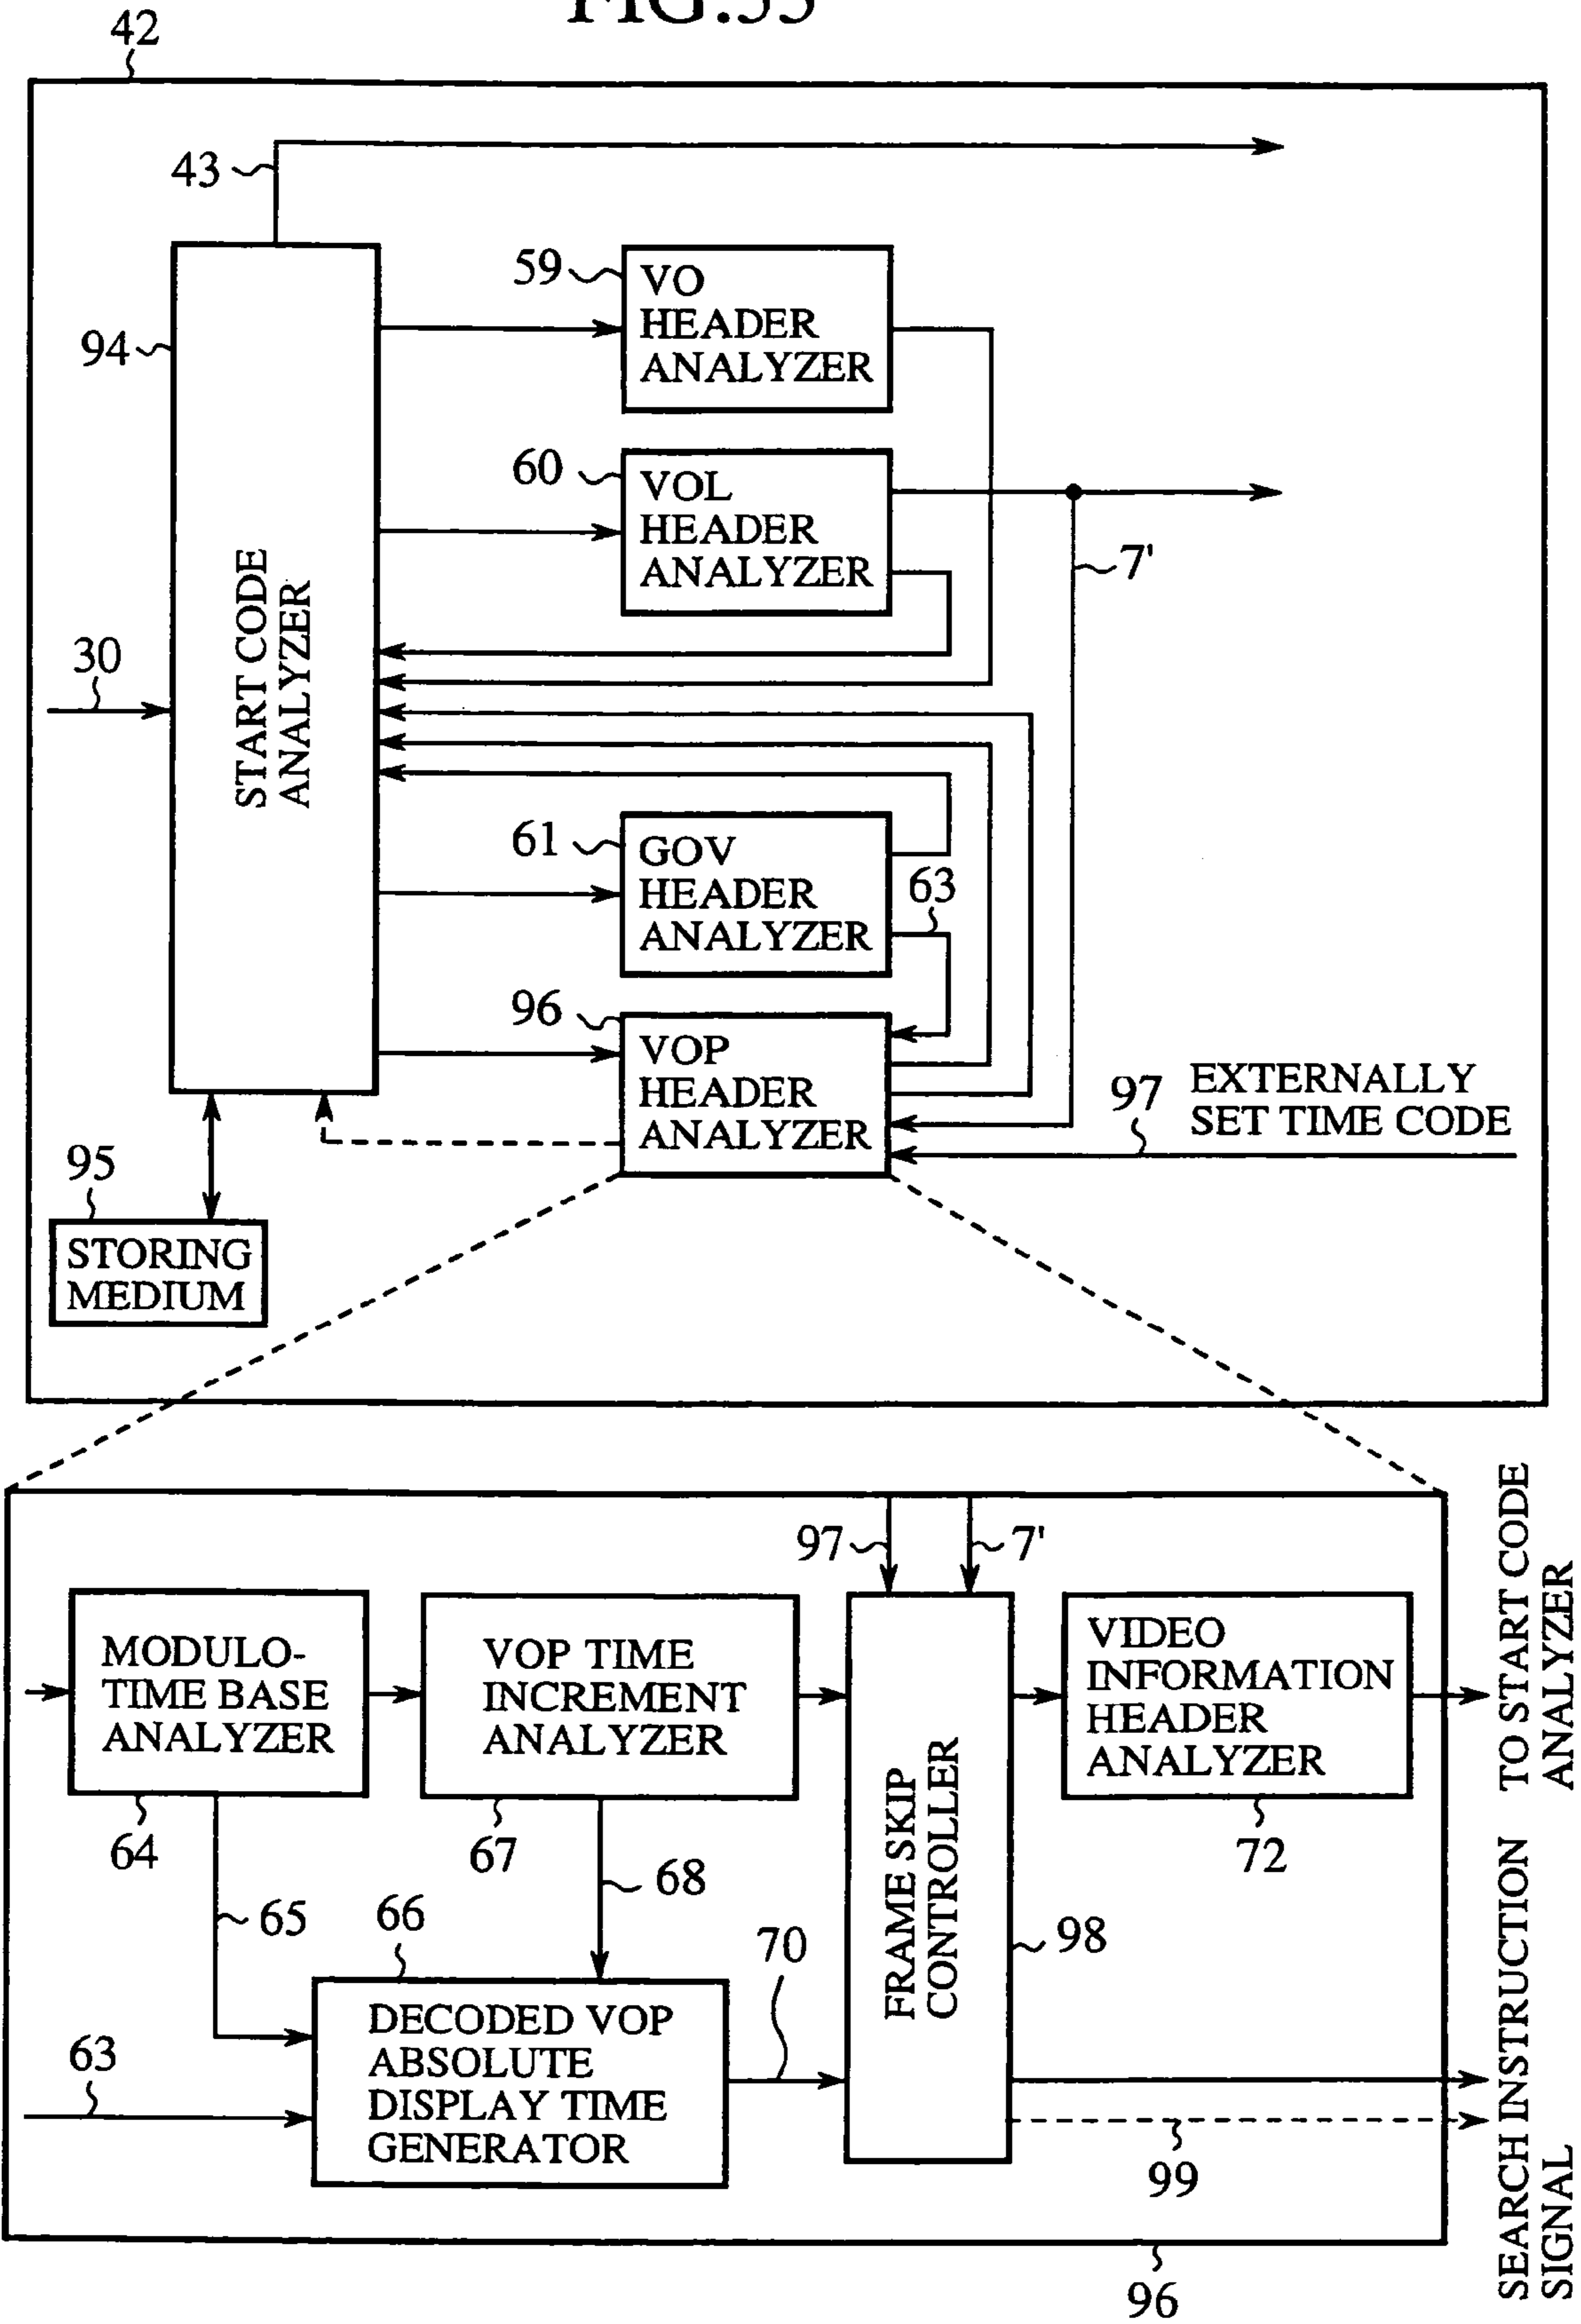 FIG.55
42
43
94
START CODE
ANALYZER
30
59
VO
HEADER
ANALYZER
60
VOL
HEADER
ANALYZER
7'
61
GOV
HEADER
ANALYZER
63
96
VOP
HEADER
ANALYZER
97
EXTERNALLY
SET TIME CODE
95
STORING
MEDIUM
97
7'
MODULO-
TIME BASE
ANALYZER
64
VOP TIME
INCREMENT
ANALYZER
67
FRAME SKIP
CONTROLLER
98
VIDEO
INFORMATION
HEADER
ANALYZER
72
TO START CODE
ANALYZER
65
68
66
DECODED VOP
ABSOLUTE
DISPLAY TIME
GENERATOR
63
70
99
SEARCH INSTRUCTION
SIGNAL
96